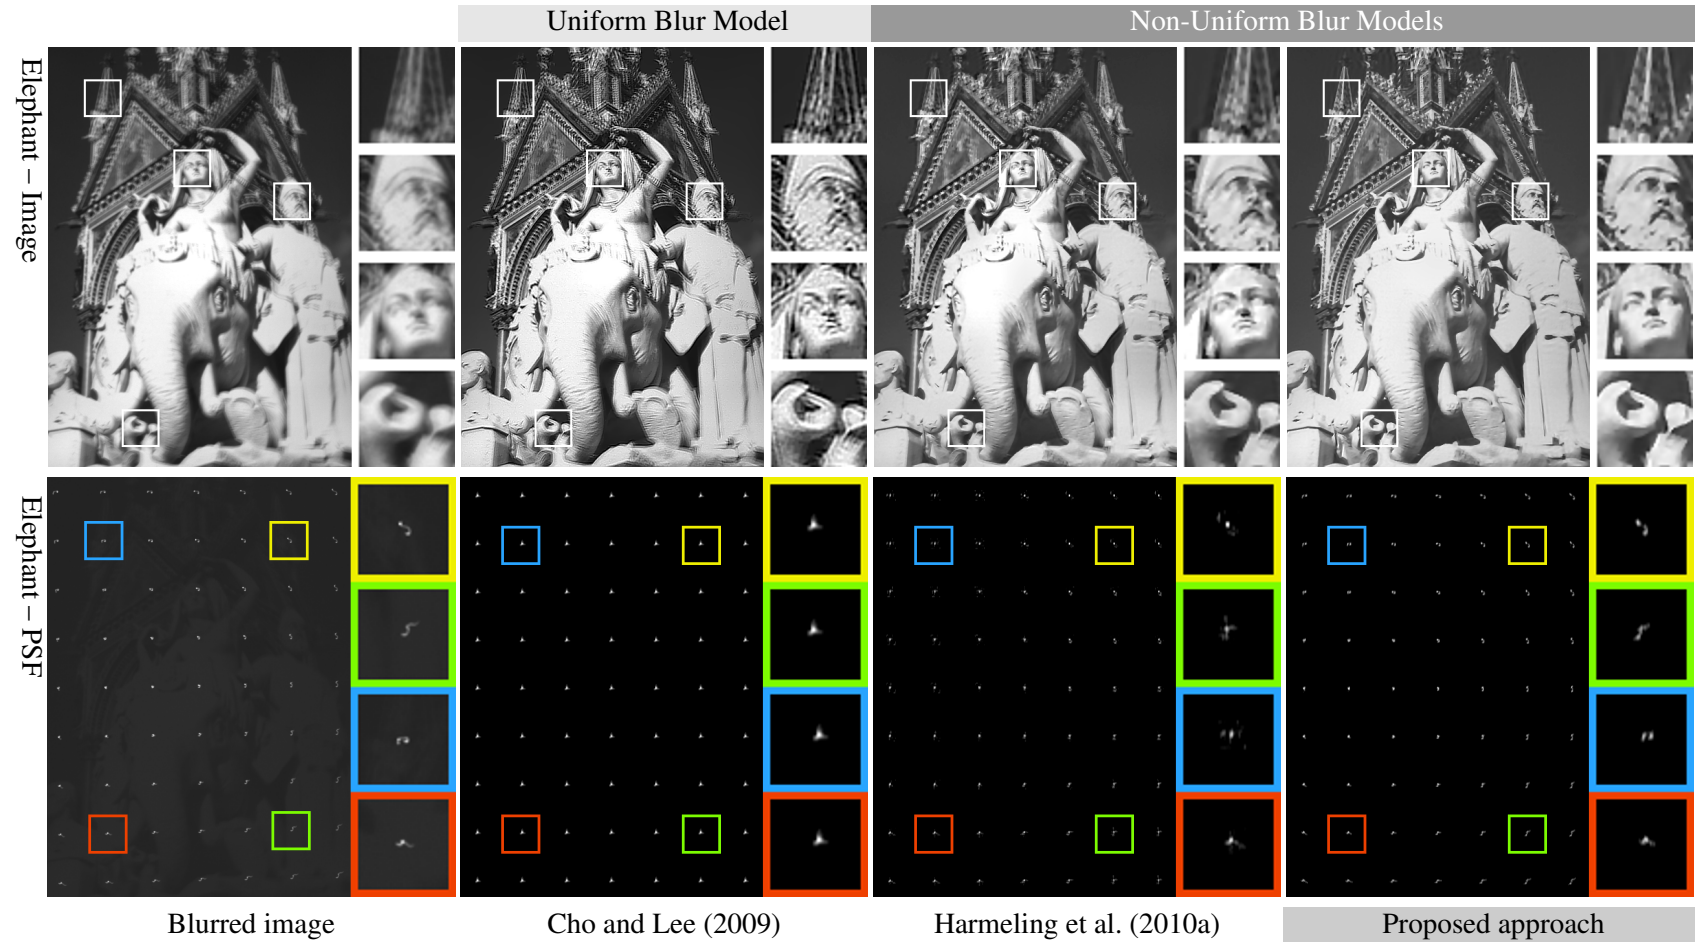 Uniform Blur Model
Non-Uniform Blur Models
Elephant – Image
Elephant – PSF
Blurred image
Cho and Lee (2009)
Harmeling et al. (2010a)
Proposed approach